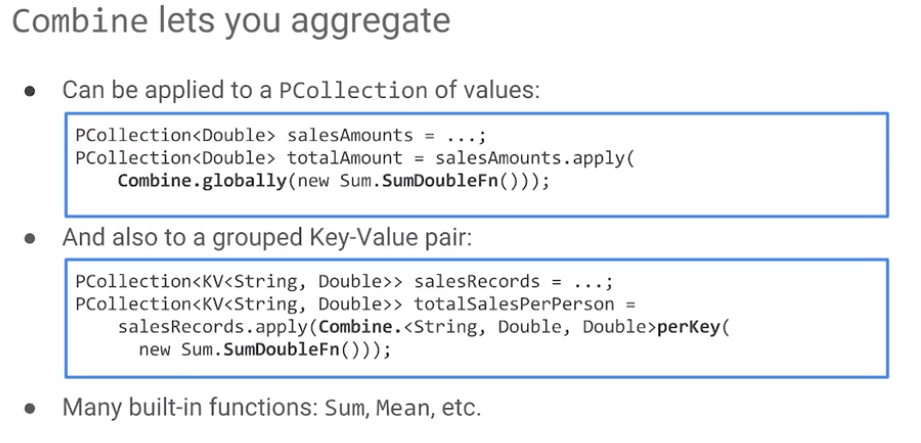 Combine lets you aggregate
● Can be applied to a PCollection of values:
PCollection<Double> salesAmounts = ...;
PCollection<Double> totalAmount = salesAmounts.apply(
Combine.globally(new Sum.SumDoubleFn()));
● And also to a grouped Key-Value pair:
PCollection<KV<String, Double>> salesRecords = ...;
PCollection<KV<String, Double>> totalSalesPerPerson =
salesRecords.apply(Combine.<String, Double, Double>perKey(
new Sum.SumDoubleFn()));
● Many built-in functions: Sum, Mean, etc.